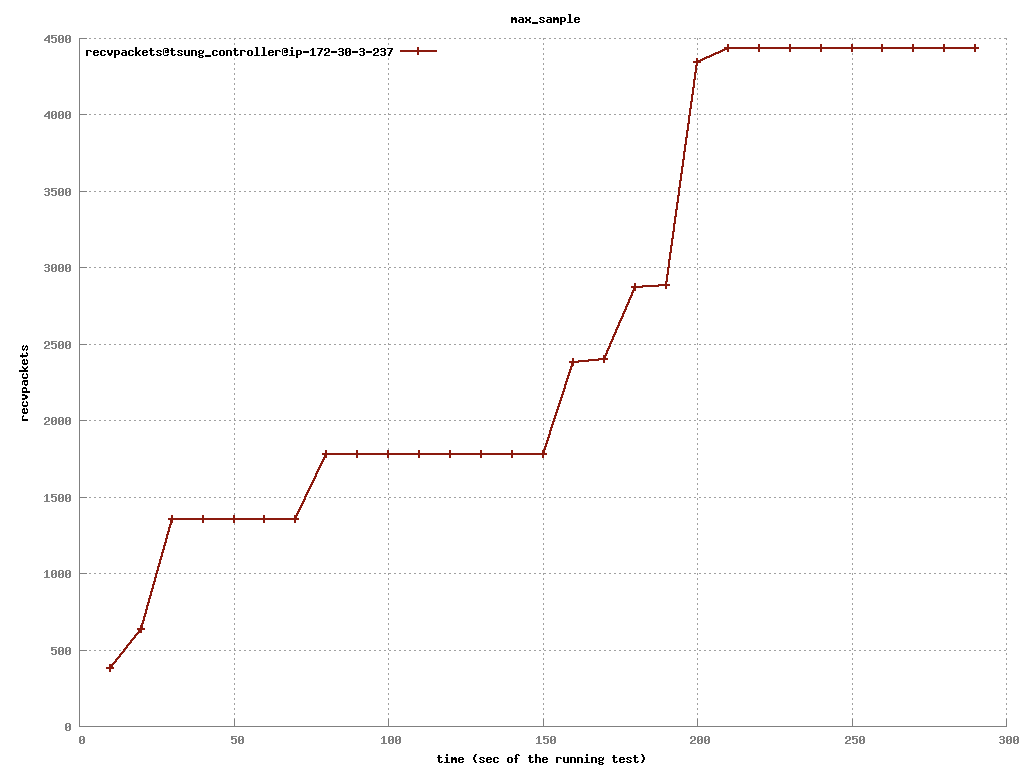 max_sample
recvpackets@tsung_controller@ip-172-30-3-237
4500
4000
3500
3000
2500
2000
1500
1000
500
0
recvpackets
0 50 100 150 200 250 300
time (sec of the running test)